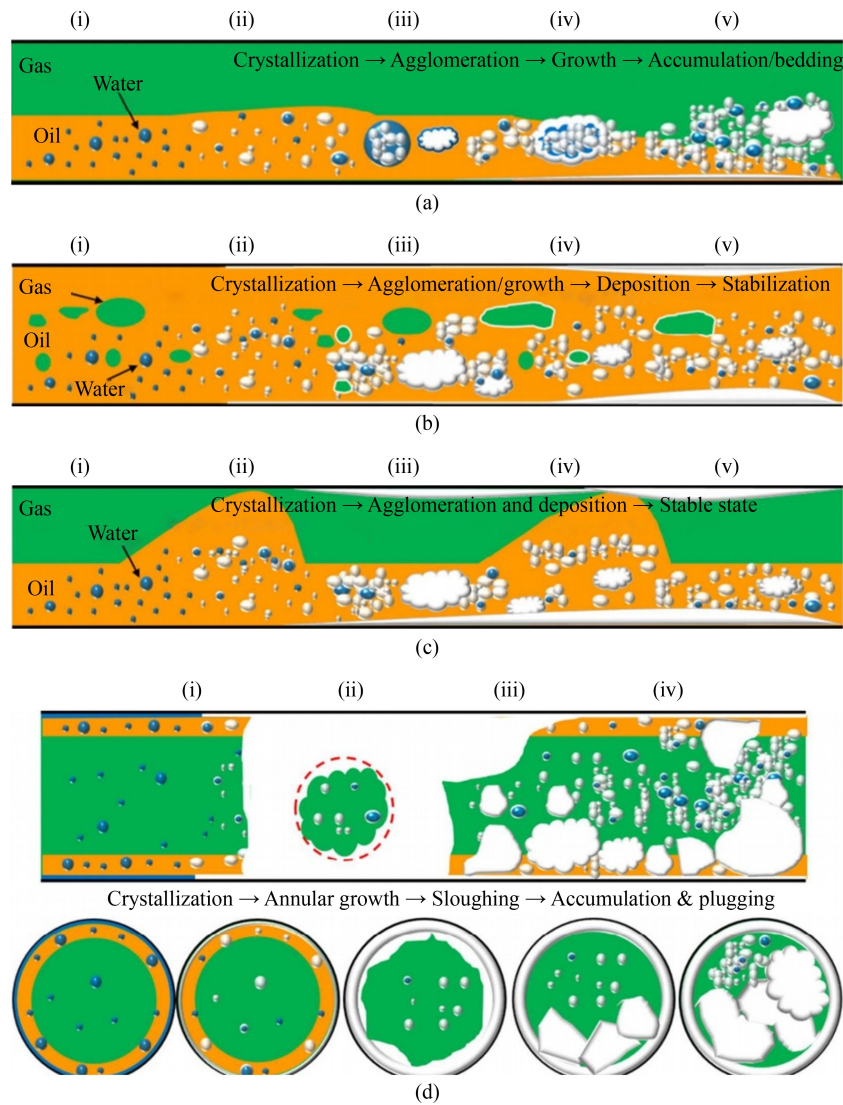 (i) (ii) (iii) (iv) (v)
Gas
Crystallization → Agglomeration → Growth → Accumulation/bedding
Water
Oil
(a)
(i) (ii) (iii) (iv) (v)
Gas
Crystallization → Agglomeration/growth → Deposition → Stabilization
Oil
Water
(b)
(i) (ii) (iii) (iv) (v)
Gas
Crystallization → Agglomeration and deposition → Stable state
Water
Oil
(c)
(i) (ii) (iii) (iv)
Crystallization → Annular growth → Sloughing → Accumulation & plugging
(d)